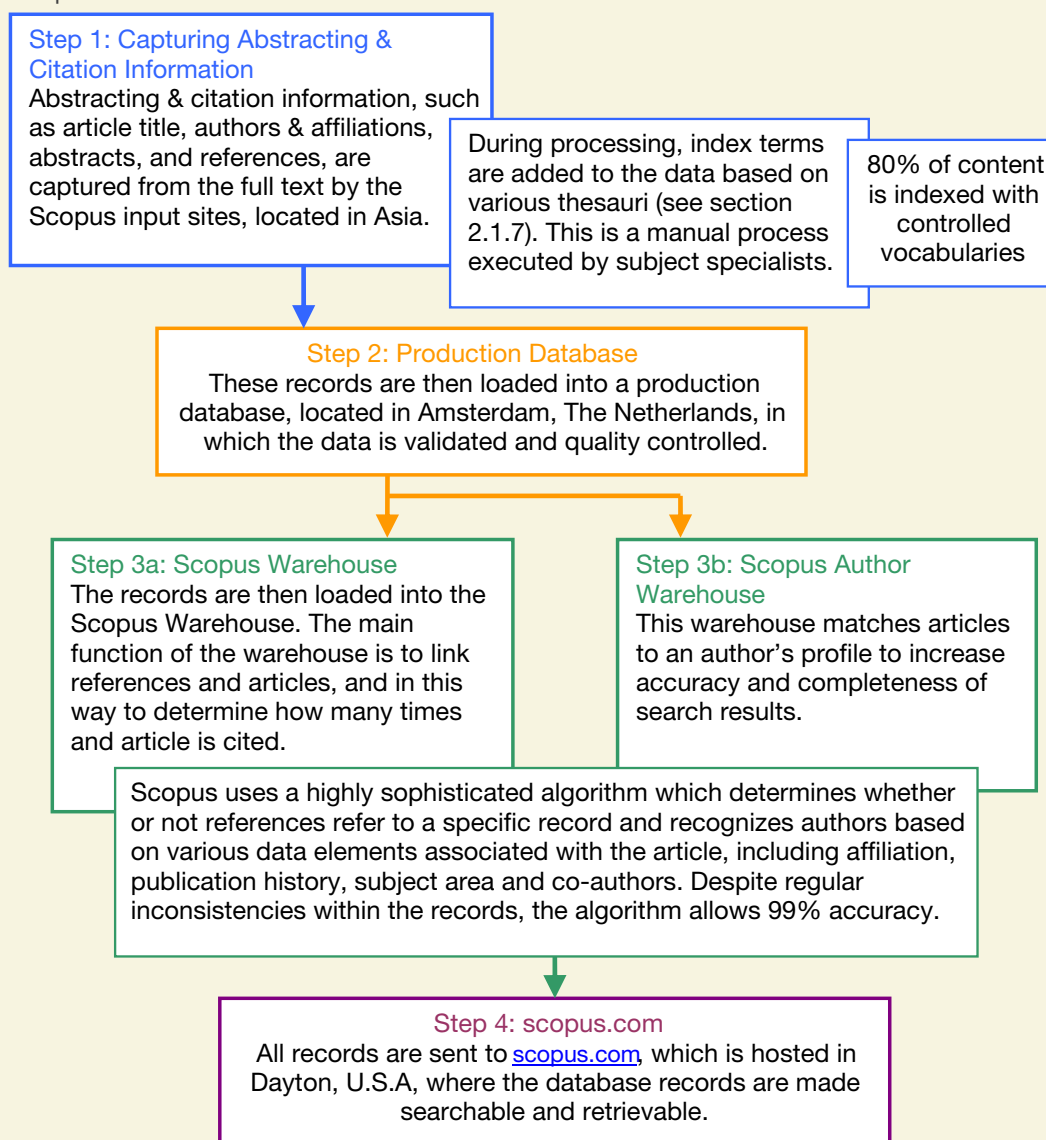 Step 1: Capturing Abstracting &
Citation Information
Abstracting & citation information, such
as article title, authors & affiliations,
abstracts, and references, are
captured from the full text by the
Scopus input sites, located in Asia.
During processing, index terms
are added to the data based on
various thesauri (see section
2.1.7). This is a manual process
executed by subject specialists.
80% of content
is indexed with
controlled
vocabularies
Step 2: Production Database
These records are then loaded into a production
database, located in Amsterdam, The Netherlands, in
which the data is validated and quality controlled.
Step 3a: Scopus Warehouse
The records are then loaded into the
Scopus Warehouse. The main
function of the warehouse is to link
references and articles, and in this
way to determine how many times
and article is cited.
Step 3b: Scopus Author
Warehouse
This warehouse matches articles
to an author’s profile to increase
accuracy and completeness of
search results.
Scopus uses a highly sophisticated algorithm which determines whether
or not references refer to a specific record and recognizes authors based
on various data elements associated with the article, including affiliation,
publication history, subject area and co-authors. Despite regular
inconsistencies within the records, the algorithm allows 99% accuracy.
Step 4: scopus.com
All records are sent to scopus.com, which is hosted in
Dayton, U.S.A, where the database records are made
searchable and retrievable.